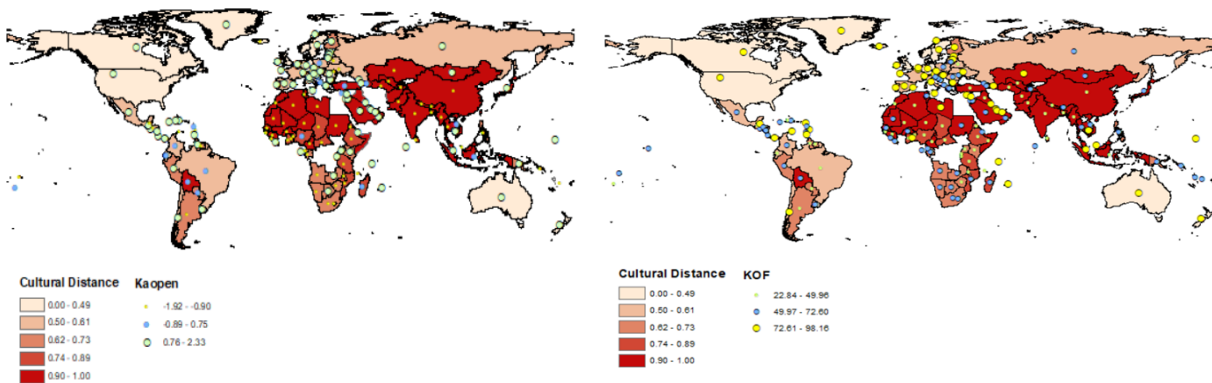 Cultural Distance
0.00 - 0.49
0.50 - 0.61
0.62 - 0.73
0.74 - 0.89
0.90 - 1.00
Kaopen
-1.92 - -0.90
-0.89 - 0.75
0.76 - 2.33
Cultural Distance
0.00 - 0.49
0.50 - 0.61
0.62 - 0.73
0.74 - 0.89
0.90 - 1.00
KOF
22.84 - 49.96
49.97 - 72.60
72.61 - 98.16